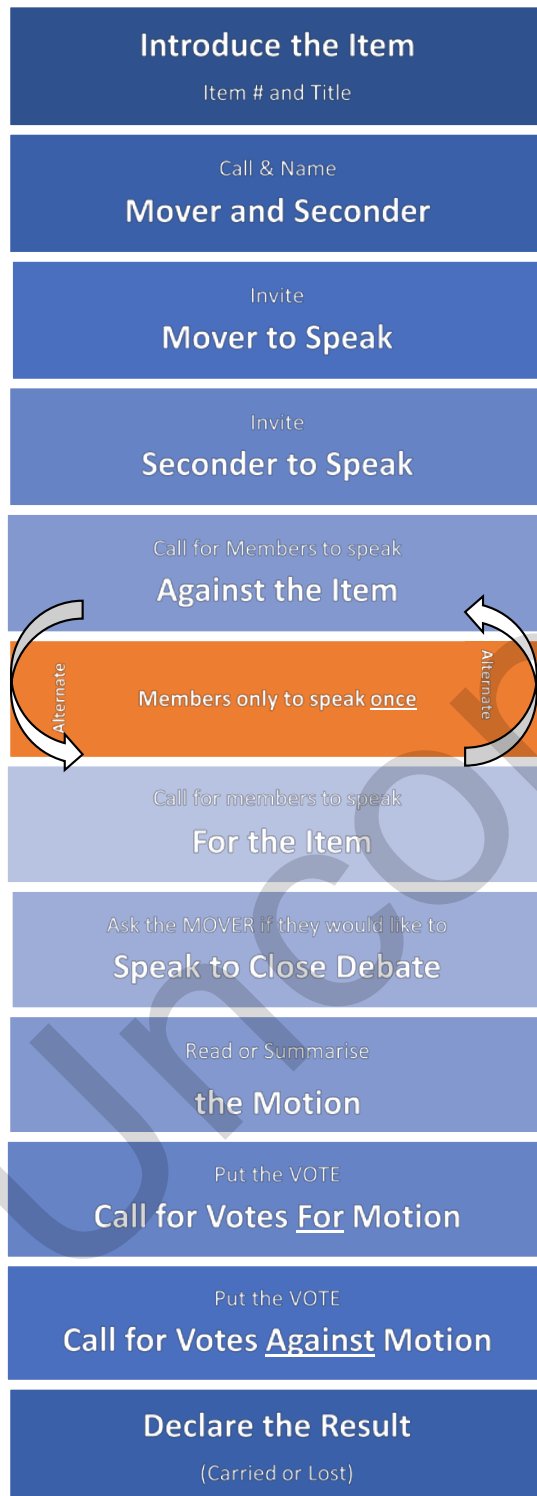 Introduce the Item
Item # and Title
Call & Name
Mover and Seconder
Invite
Mover to Speak
Invite
Seconder to Speak
Call for Members to speak
Against the Item
Alternate
Members only to speak once
Alternate
Call for members to speak
For the Item
Ask the MOVER if they would like to
Speak to Close Debate
Read or Summarise
the Motion
Put the VOTE
Call for Votes For Motion
Put the VOTE
Call for Votes Against Motion
Declare the Result
(Carried or Lost)